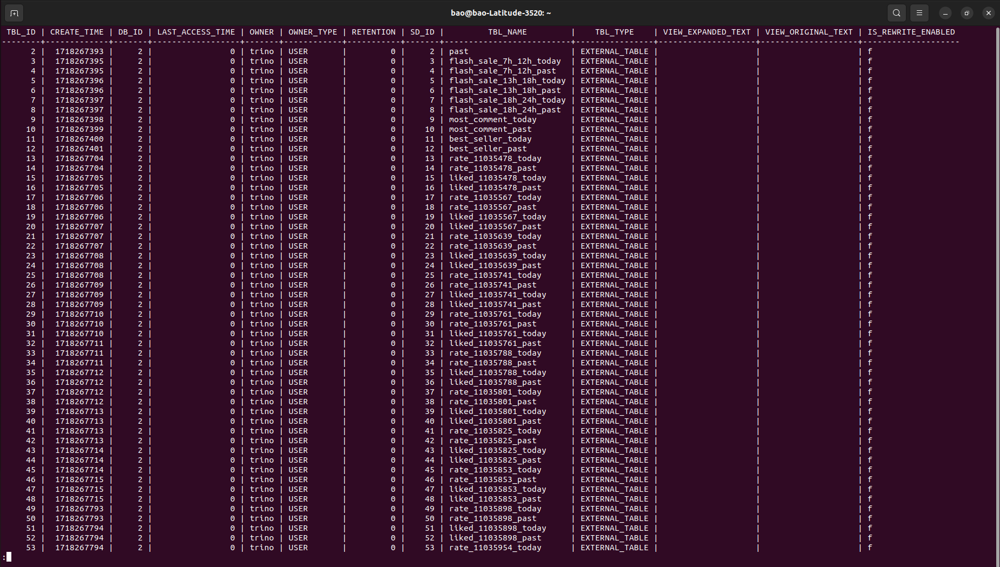 bao@bao-Latitude-3520: ~
TBL_ID | CREATE_TIME | DB_ID | LAST_ACCESS_TIME | OWNER | OWNER_TYPE | RETENTION | SD_ID | TBL_NAME | TBL_TYPE | VIEW_EXPANDED_TEXT | VIEW_ORIGINAL_TEXT | IS_REWRITE_ENABLED
--------+-------------+-------+------------------+-------+------------+-----------+-------+--------------------------+----------------+--------------------+--------------------+--------------------
2 | 1718267393 | 2 | 0 | trino | USER | 0 | 2 | past | EXTERNAL_TABLE | | | f
3 | 1718267395 | 2 | 0 | trino | USER | 0 | 3 | flash_sale_7h_12h_today | EXTERNAL_TABLE | | | f
4 | 1718267395 | 2 | 0 | trino | USER | 0 | 4 | flash_sale_7h_12h_past | EXTERNAL_TABLE | | | f
5 | 1718267396 | 2 | 0 | trino | USER | 0 | 5 | flash_sale_13h_18h_today | EXTERNAL_TABLE | | | f
6 | 1718267396 | 2 | 0 | trino | USER | 0 | 6 | flash_sale_13h_18h_past | EXTERNAL_TABLE | | | f
7 | 1718267397 | 2 | 0 | trino | USER | 0 | 7 | flash_sale_18h_24h_today | EXTERNAL_TABLE | | | f
8 | 1718267397 | 2 | 0 | trino | USER | 0 | 8 | flash_sale_18h_24h_past | EXTERNAL_TABLE | | | f
9 | 1718267398 | 2 | 0 | trino | USER | 0 | 9 | most_comment_today | EXTERNAL_TABLE | | | f
10 | 1718267399 | 2 | 0 | trino | USER | 0 | 10 | most_comment_past | EXTERNAL_TABLE | | | f
11 | 1718267400 | 2 | 0 | trino | USER | 0 | 11 | best_seller_today | EXTERNAL_TABLE | | | f
12 | 1718267401 | 2 | 0 | trino | USER | 0 | 12 | best_seller_past | EXTERNAL_TABLE | | | f
13 | 1718267704 | 2 | 0 | trino | USER | 0 | 13 | rate_11035478_today | EXTERNAL_TABLE | | | f
14 | 1718267704 | 2 | 0 | trino | USER | 0 | 14 | rate_11035478_past | EXTERNAL_TABLE | | | f
15 | 1718267705 | 2 | 0 | trino | USER | 0 | 15 | liked_11035478_today | EXTERNAL_TABLE | | | f
16 | 1718267705 | 2 | 0 | trino | USER | 0 | 16 | liked_11035478_past | EXTERNAL_TABLE | | | f
17 | 1718267706 | 2 | 0 | trino | USER | 0 | 17 | rate_11035567_today | EXTERNAL_TABLE | | | f
18 | 1718267706 | 2 | 0 | trino | USER | 0 | 18 | rate_11035567_past | EXTERNAL_TABLE | | | f
19 | 1718267706 | 2 | 0 | trino | USER | 0 | 19 | liked_11035567_today | EXTERNAL_TABLE | | | f
20 | 1718267707 | 2 | 0 | trino | USER | 0 | 20 | liked_11035567_past | EXTERNAL_TABLE | | | f
21 | 1718267707 | 2 | 0 | trino | USER | 0 | 21 | rate_11035639_today | EXTERNAL_TABLE | | | f
22 | 1718267707 | 2 | 0 | trino | USER | 0 | 22 | rate_11035639_past | EXTERNAL_TABLE | | | f
23 | 1718267708 | 2 | 0 | trino | USER | 0 | 23 | liked_11035639_today | EXTERNAL_TABLE | | | f
24 | 1718267708 | 2 | 0 | trino | USER | 0 | 24 | liked_11035639_past | EXTERNAL_TABLE | | | f
25 | 1718267708 | 2 | 0 | trino | USER | 0 | 25 | rate_11035741_today | EXTERNAL_TABLE | | | f
26 | 1718267709 | 2 | 0 | trino | USER | 0 | 26 | rate_11035741_past | EXTERNAL_TABLE | | | f
27 | 1718267709 | 2 | 0 | trino | USER | 0 | 27 | liked_11035741_today | EXTERNAL_TABLE | | | f
28 | 1718267709 | 2 | 0 | trino | USER | 0 | 28 | liked_11035741_past | EXTERNAL_TABLE | | | f
29 | 1718267710 | 2 | 0 | trino | USER | 0 | 29 | rate_11035761_today | EXTERNAL_TABLE | | | f
30 | 1718267710 | 2 | 0 | trino | USER | 0 | 30 | rate_11035761_past | EXTERNAL_TABLE | | | f
31 | 1718267710 | 2 | 0 | trino | USER | 0 | 31 | liked_11035761_today | EXTERNAL_TABLE | | | f
32 | 1718267711 | 2 | 0 | trino | USER | 0 | 32 | liked_11035761_past | EXTERNAL_TABLE | | | f
33 | 1718267711 | 2 | 0 | trino | USER | 0 | 33 | rate_11035788_today | EXTERNAL_TABLE | | | f
34 | 1718267711 | 2 | 0 | trino | USER | 0 | 34 | rate_11035788_past | EXTERNAL_TABLE | | | f
35 | 1718267712 | 2 | 0 | trino | USER | 0 | 35 | liked_11035788_today | EXTERNAL_TABLE | | | f
36 | 1718267712 | 2 | 0 | trino | USER | 0 | 36 | liked_11035788_past | EXTERNAL_TABLE | | | f
37 | 1718267712 | 2 | 0 | trino | USER | 0 | 37 | rate_11035801_today | EXTERNAL_TABLE | | | f
38 | 1718267712 | 2 | 0 | trino | USER | 0 | 38 | rate_11035801_past | EXTERNAL_TABLE | | | f
39 | 1718267713 | 2 | 0 | trino | USER | 0 | 39 | liked_11035801_today | EXTERNAL_TABLE | | | f
40 | 1718267713 | 2 | 0 | trino | USER | 0 | 40 | liked_11035801_past | EXTERNAL_TABLE | | | f
41 | 1718267713 | 2 | 0 | trino | USER | 0 | 41 | rate_11035825_today | EXTERNAL_TABLE | | | f
42 | 1718267713 | 2 | 0 | trino | USER | 0 | 42 | rate_11035825_past | EXTERNAL_TABLE | | | f
43 | 1718267714 | 2 | 0 | trino | USER | 0 | 43 | liked_11035825_today | EXTERNAL_TABLE | | | f
44 | 1718267714 | 2 | 0 | trino | USER | 0 | 44 | liked_11035825_past | EXTERNAL_TABLE | | | f
45 | 1718267714 | 2 | 0 | trino | USER | 0 | 45 | rate_11035853_today | EXTERNAL_TABLE | | | f
46 | 1718267715 | 2 | 0 | trino | USER | 0 | 46 | rate_11035853_past | EXTERNAL_TABLE | | | f
47 | 1718267715 | 2 | 0 | trino | USER | 0 | 47 | liked_11035853_today | EXTERNAL_TABLE | | | f
48 | 1718267715 | 2 | 0 | trino | USER | 0 | 48 | liked_11035853_past | EXTERNAL_TABLE | | | f
49 | 1718267793 | 2 | 0 | trino | USER | 0 | 49 | rate_11035898_today | EXTERNAL_TABLE | | | f
50 | 1718267793 | 2 | 0 | trino | USER | 0 | 50 | rate_11035898_past | EXTERNAL_TABLE | | | f
51 | 1718267794 | 2 | 0 | trino | USER | 0 | 51 | liked_11035898_today | EXTERNAL_TABLE | | | f
52 | 1718267794 | 2 | 0 | trino | USER | 0 | 52 | liked_11035898_past | EXTERNAL_TABLE | | | f
53 | 1718267794 | 2 | 0 | trino | USER | 0 | 53 | rate_11035954_today | EXTERNAL_TABLE | | | f
: